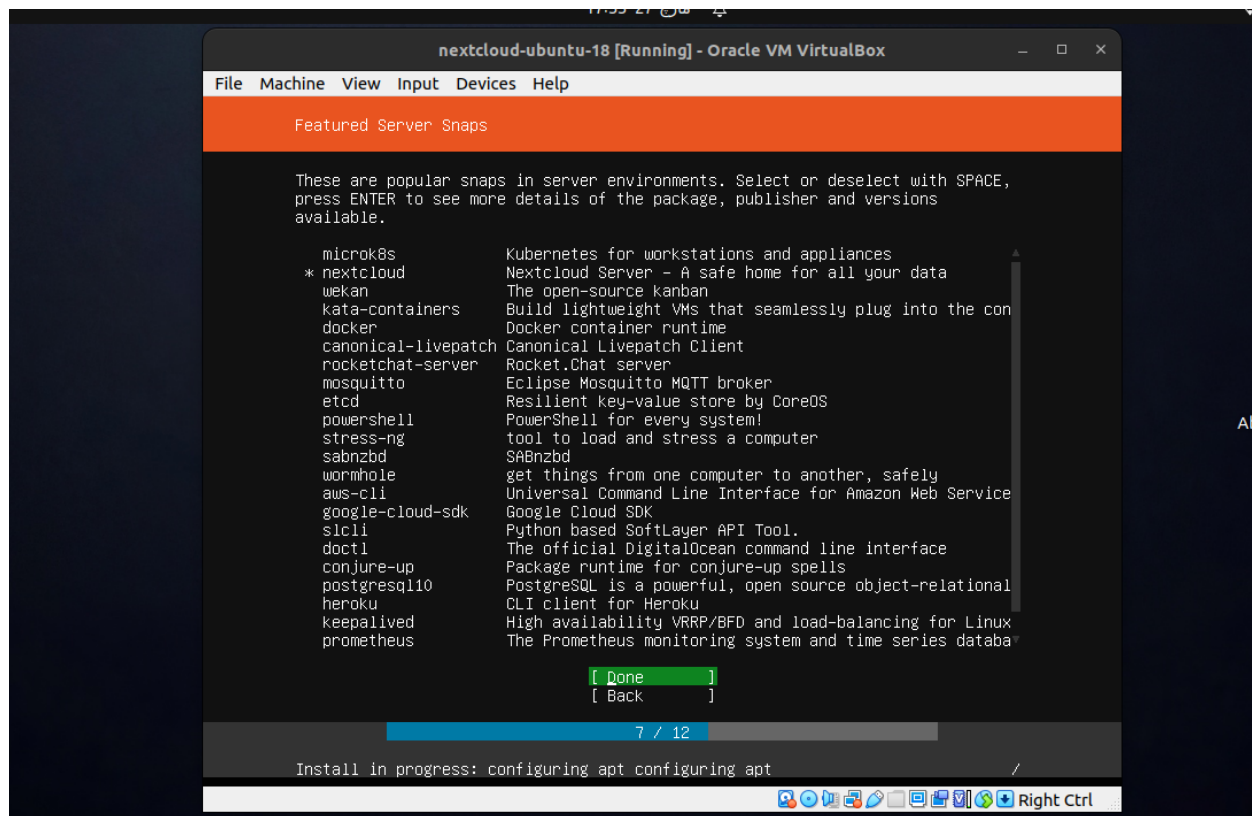 nextcloud-ubuntu-18 [Running] - Oracle VM VirtualBox
File Machine View Input Devices Help
Featured Server Snaps
These are popular snaps in server environments. Select or deselect with SPACE,
press ENTER to see more details of the package, publisher and versions
available.
microk8s Kubernetes for workstations and appliances
* nextcloud Nextcloud Server - A safe home for all your data
wekan The open-source kanban
kata-containers Build lightweight VMs that seamlessly plug into the con
docker Docker container runtime
canonical-livepatch Canonical Livepatch Client
rocketchat-server Rocket.Chat server
mosquitto Eclipse Mosquitto MQTT broker
etcd Resilient key-value store by CoreOS
powershell PowerShell for every system!
stress-ng tool to load and stress a computer
sabnzbd SABnzbd
wormhole get things from one computer to another, safely
aws-cli Universal Command Line Interface for Amazon Web Service
google-cloud-sdk Google Cloud SDK
slcli Python based SoftLayer API Tool.
doctl The official DigitalOcean command line interface
conjure-up Package runtime for conjure-up spells
postgresql10 PostgreSQL is a powerful, open source object-relational
heroku CLI client for Heroku
keepalived High availability VRRP/BFD and load-balancing for Linux
prometheus The Prometheus monitoring system and time series databa
[ Done ]
[ Back ]
7 / 12
Install in progress: configuring apt configuring apt /
Right Ctrl